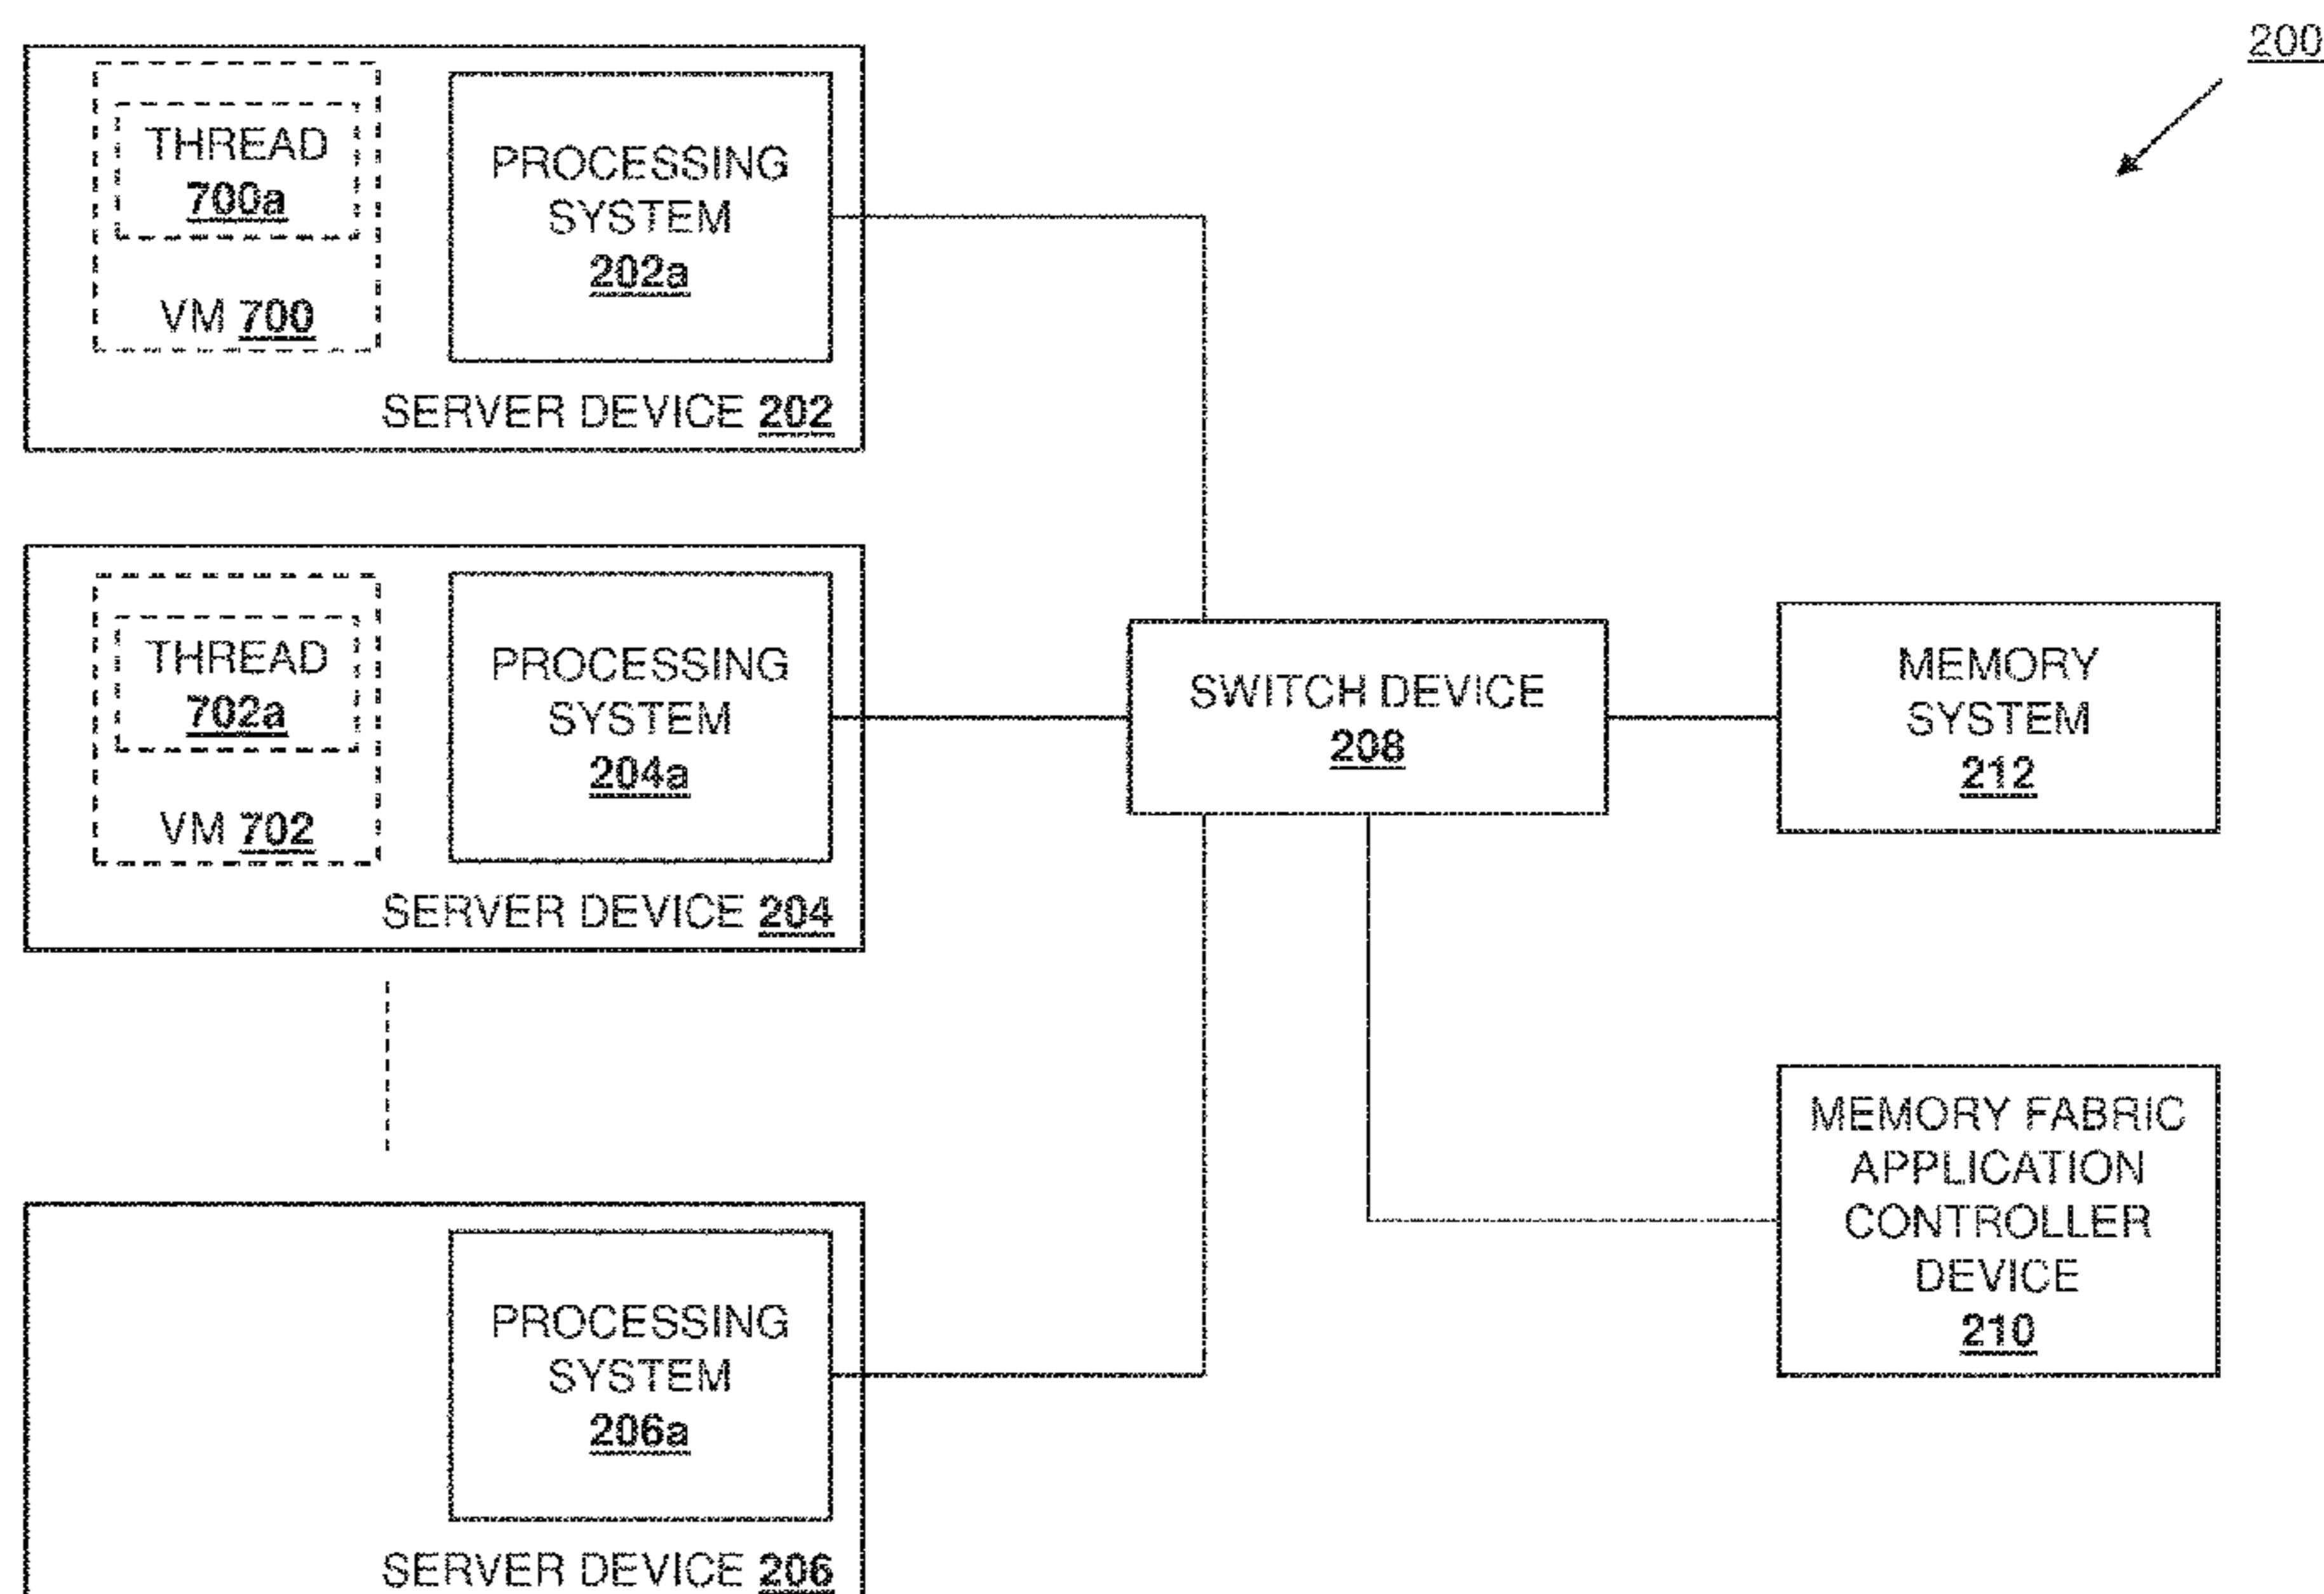 200
THREAD
700a
VM 700
PROCESSING
SYSTEM
202a
SERVER DEVICE 202
THREAD
702a
VM 702
PROCESSING
SYSTEM
204a
SERVER DEVICE 204
SWITCH DEVICE
208
MEMORY
SYSTEM
212
MEMORY FABRIC
APPLICATION
CONTROLLER
DEVICE
210
PROCESSING
SYSTEM
206a
SERVER DEVICE 206